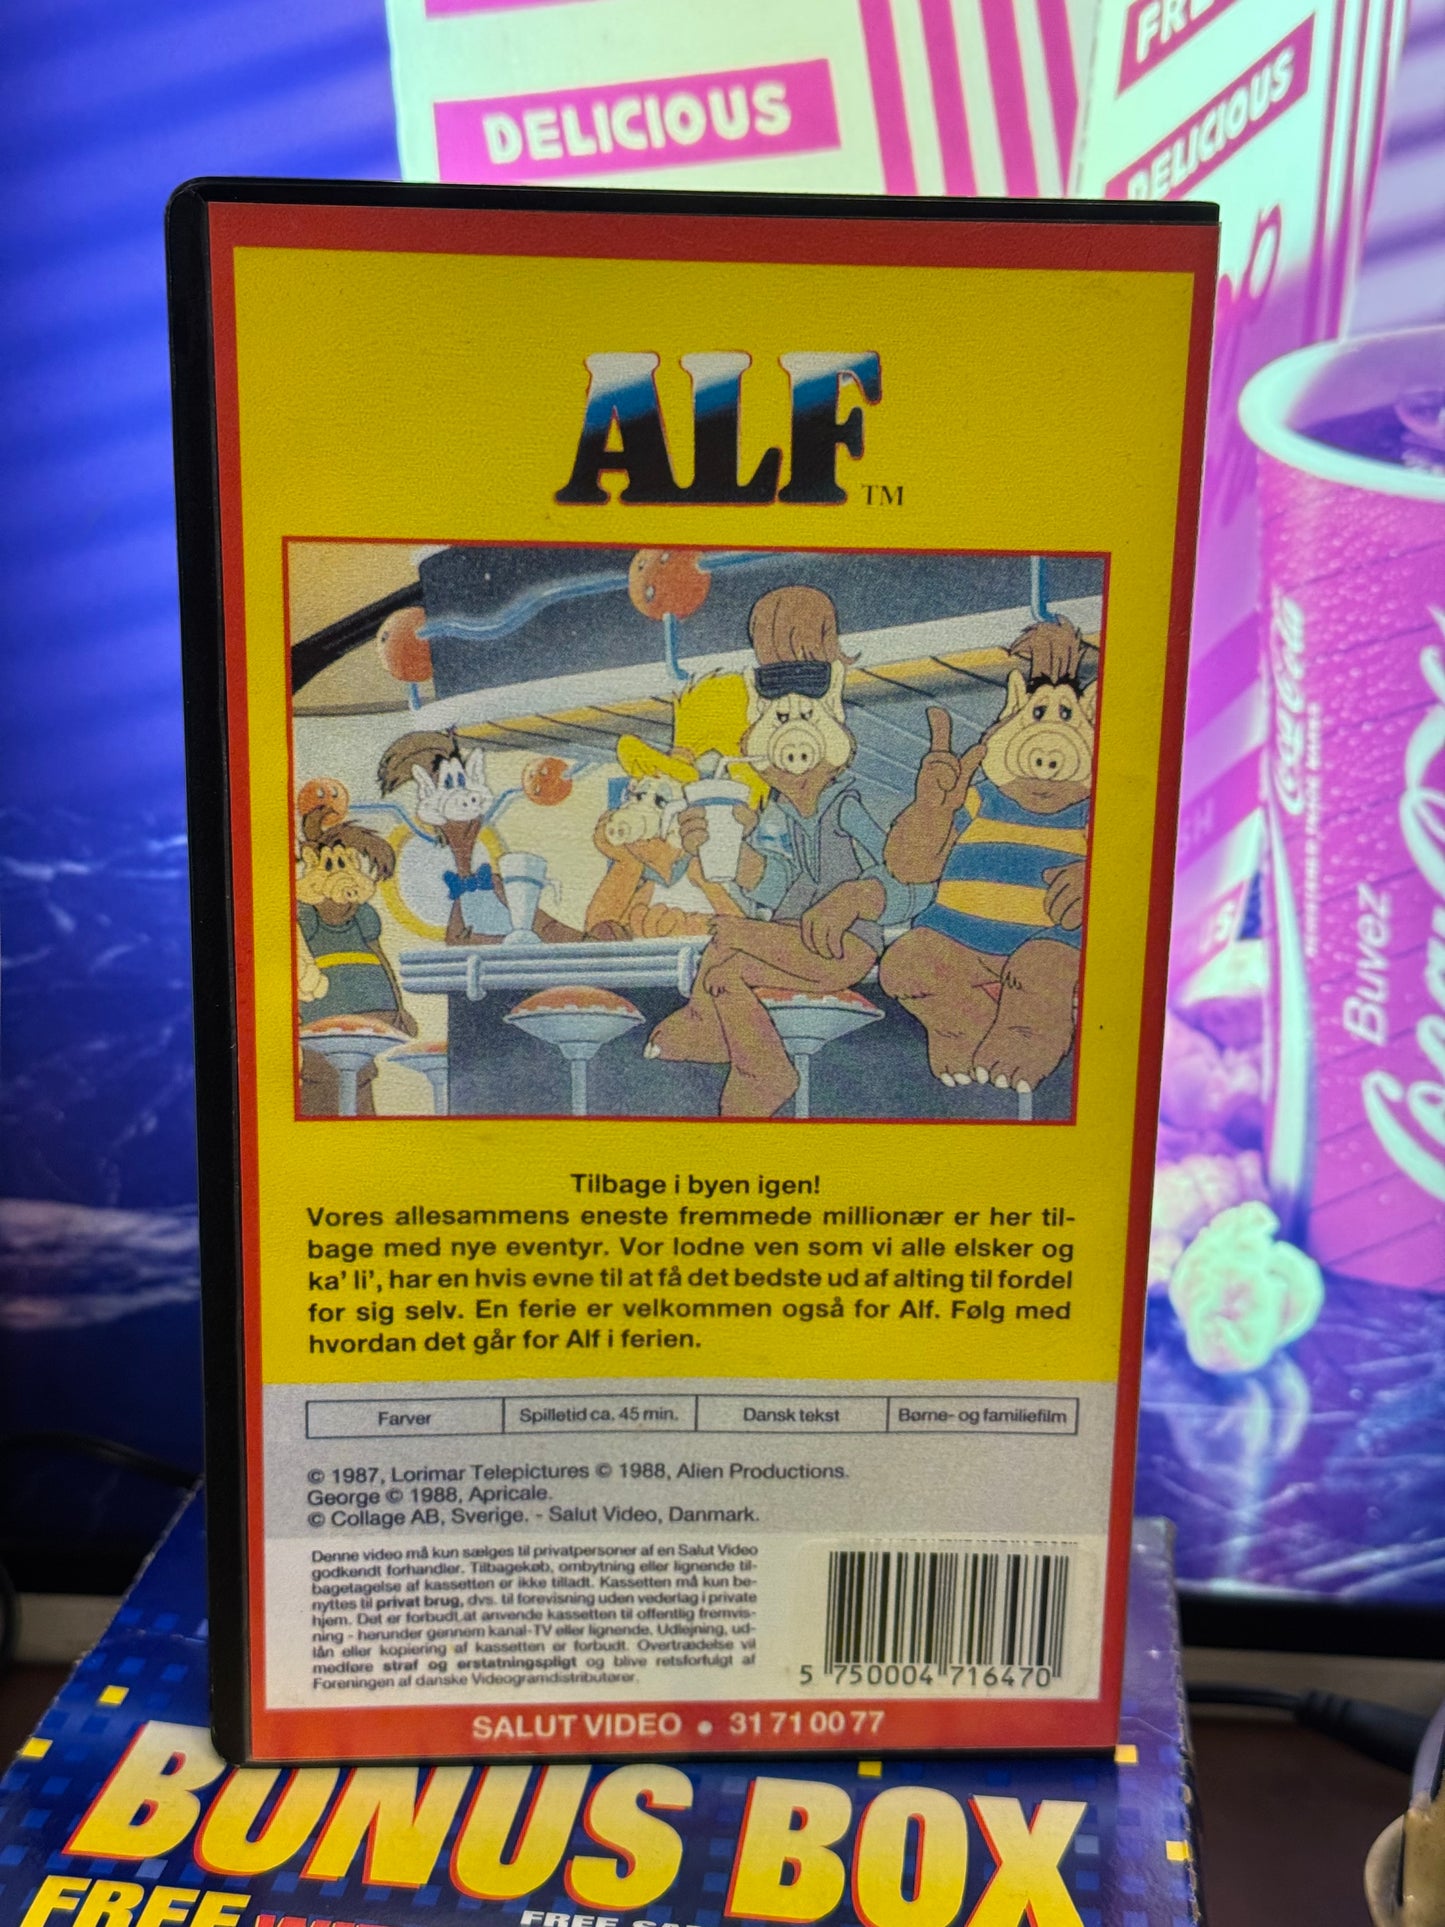 DELICIOUS
DELICIOUS
ALF TM
Tilbage i byen igen!
Vores allesammens eneste fremmede millionær er her til-
bage med nye eventyr. Vor lodne ven som vi alle elsker og
ka' li', har en hvis evne til at få det bedste ud af alting til fordel
for sig selv. En ferie er velkommen også for Alf. Følg med
hvordan det går for Alf i ferien.
Farver
Spilletid ca. 45 min.
Dansk tekst
Børne- og familiefilm
© 1987, Lorimar Telepictures © 1988, Alien Productions.
George © 1988, Apricale.
© Collage AB, Sverige. - Salut Video, Danmark.
Denne video må kun sælges til privatpersoner af en Salut Video
godkendt forhandler. Tilbagekøb, ombytning eller lignende til-
bagetagelse af kassetten er ikke tilladt. Kassetten må kun be-
nyttes til privat brug, dvs. til forevisning uden vederlag i private
hjem. Det er forbudt at anvende kassetten til offentlig fremvis-
ning - herunder gennem kanal-TV eller lignende. Udlejning, ud-
lån eller kopiering af kassetten er forbudt. Overtrædelse vil
medføre straf og erstatningspligt og blive retsforfulgt af
Foreningen af danske Videogramdistributører.
5 750004 716470
SALUT VIDEO • 31 71 00 77
Coca-Cola
Buvez
Coca-Cola
BONUS BOX
FREE